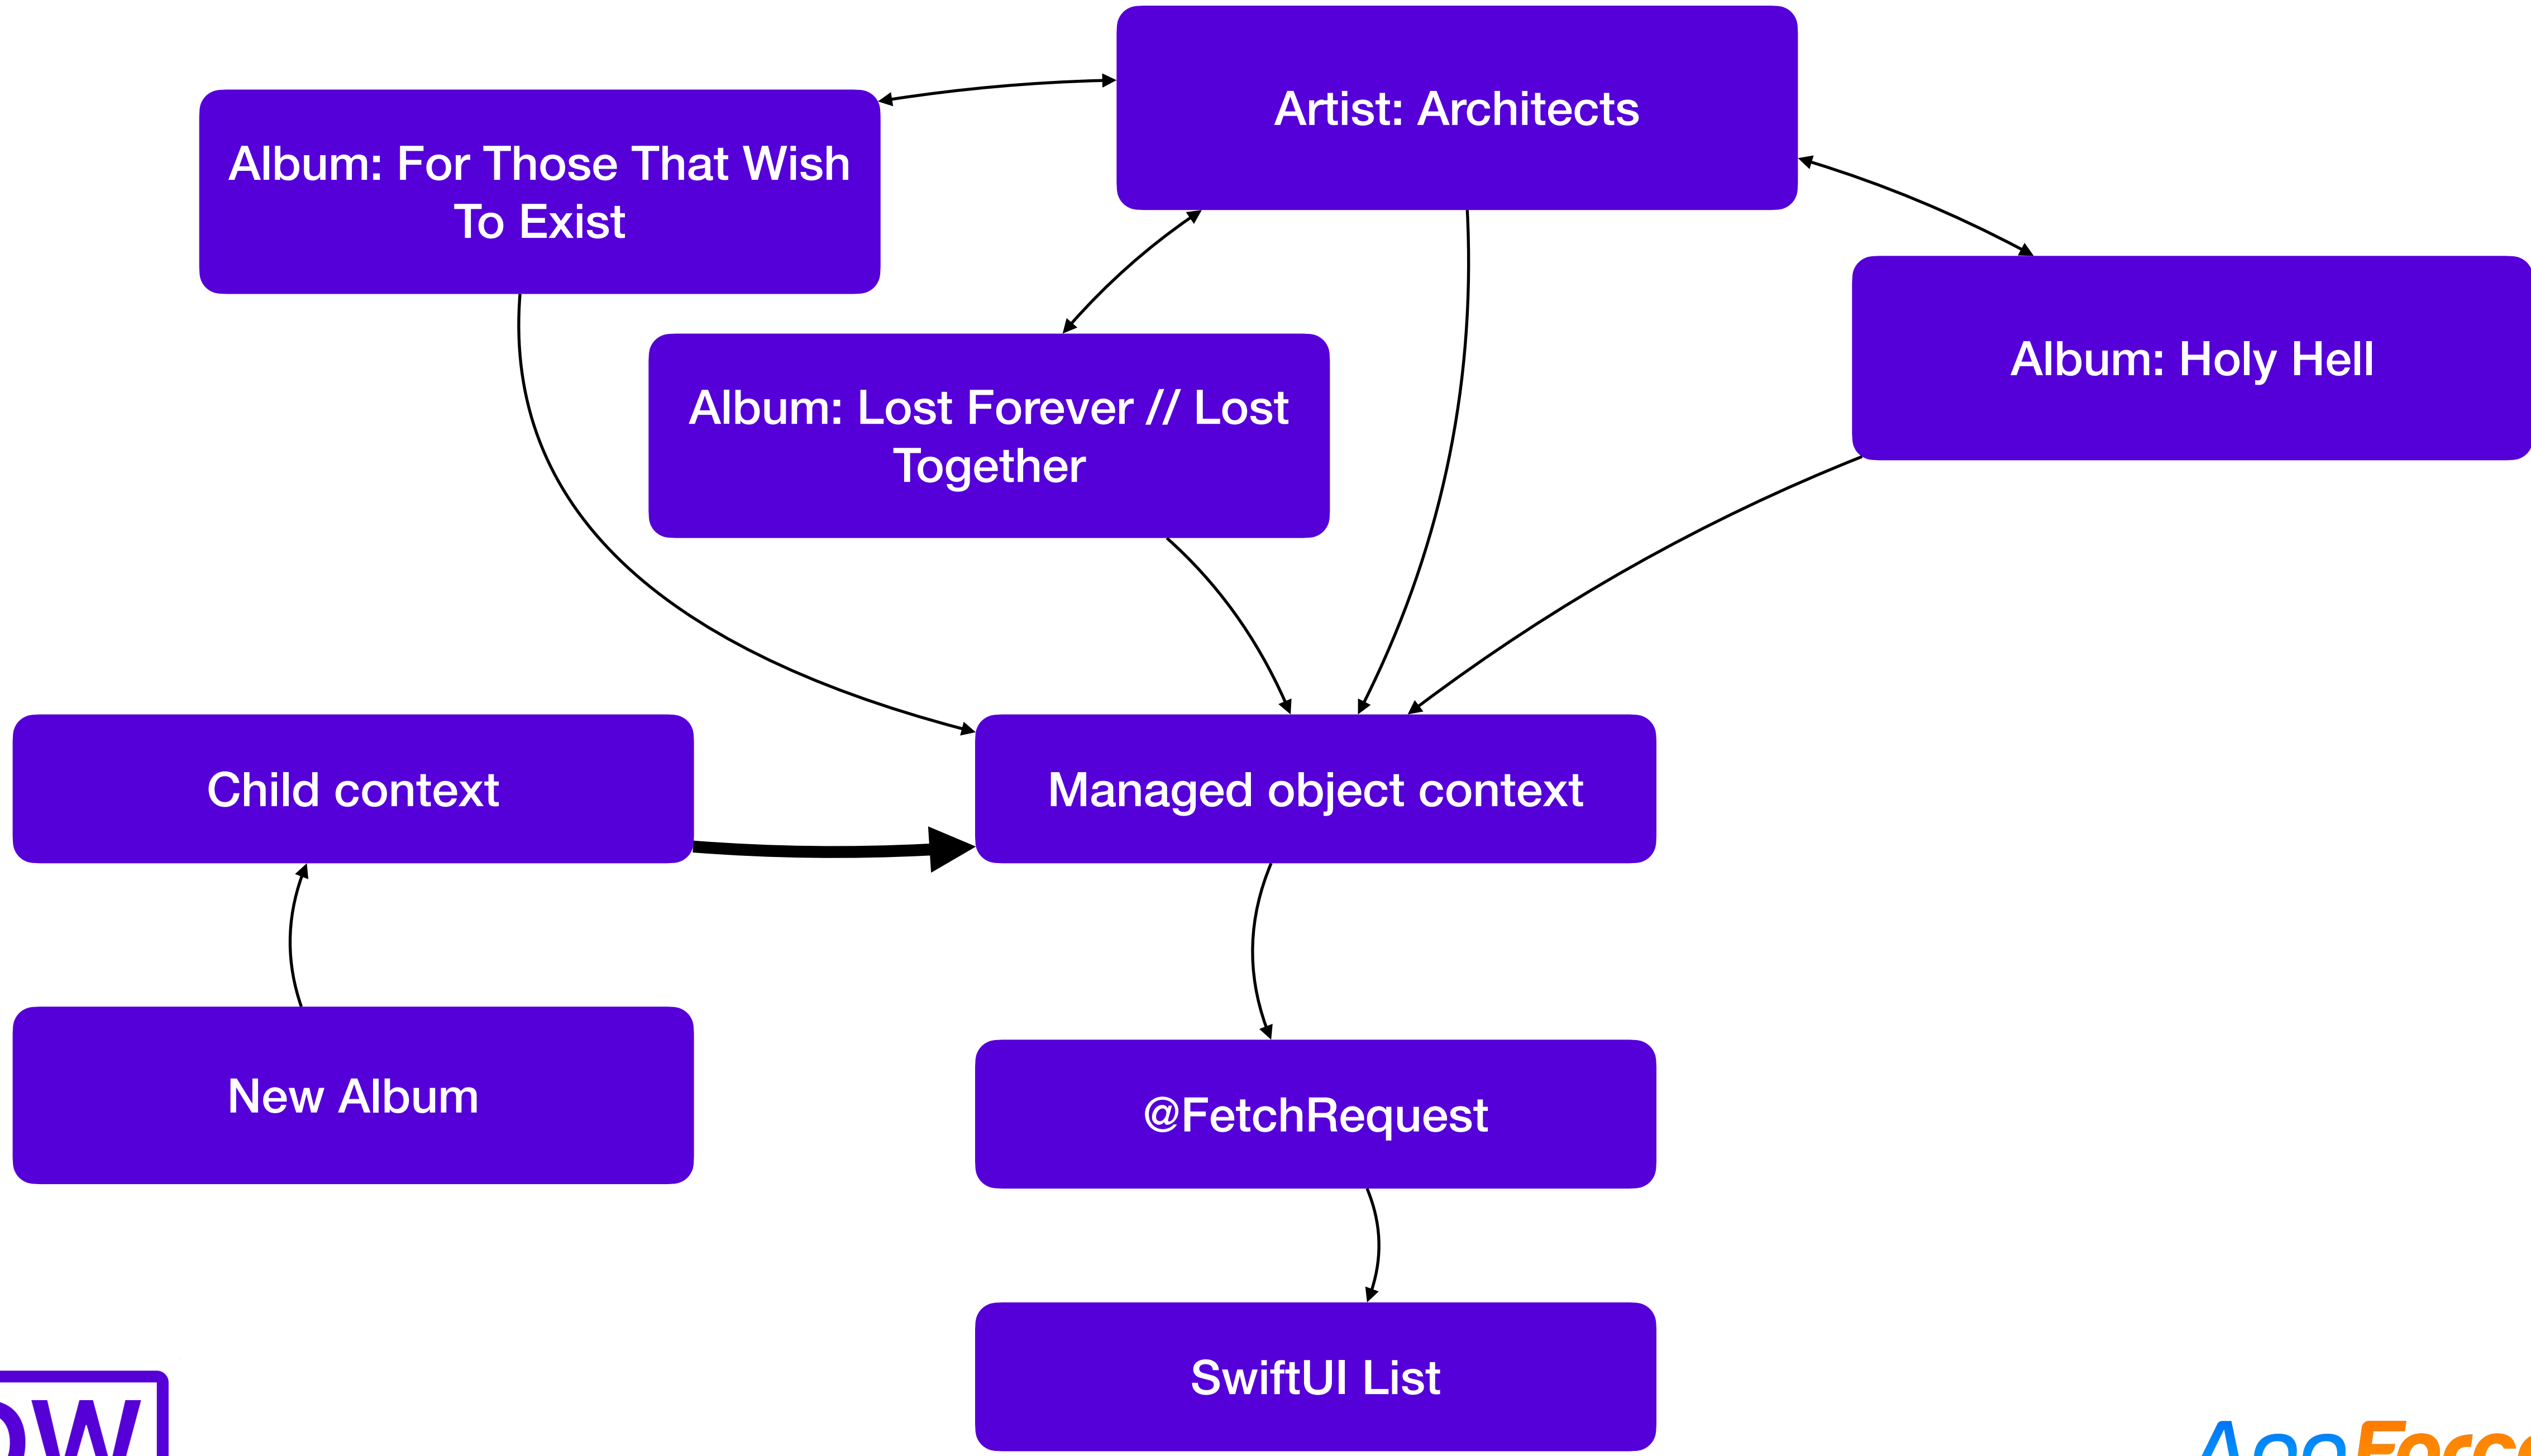 Artist: Architects
Album: For Those That Wish
To Exist
Album: Holy Hell
Album: Lost Forever // Lost
Together
Child context
Managed object context
New Album
@FetchRequest
SwiftUI List